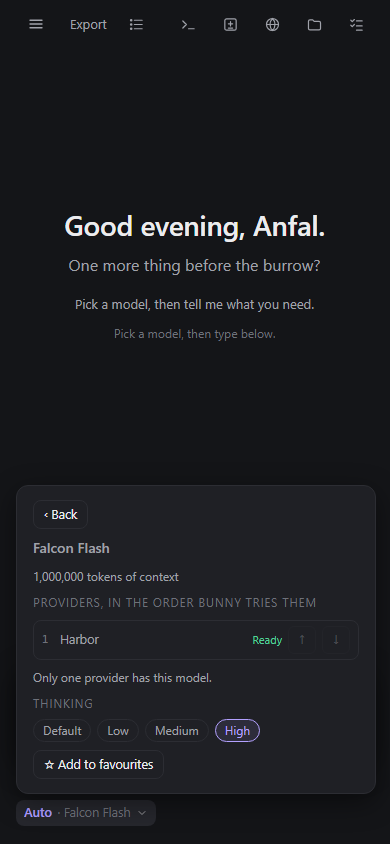 Export
Good evening, Anfal.
One more thing before the burrow?
Pick a model, then tell me what you need.
Pick a model, then type below.
‹ Back
Falcon Flash
1,000,000 tokens of context
PROVIDERS, IN THE ORDER BUNNY TRIES THEM
1 Harbor Ready ↑ ↓
Only one provider has this model.
THINKING
Default Low Medium High
☆ Add to favourites
Auto · Falcon Flash